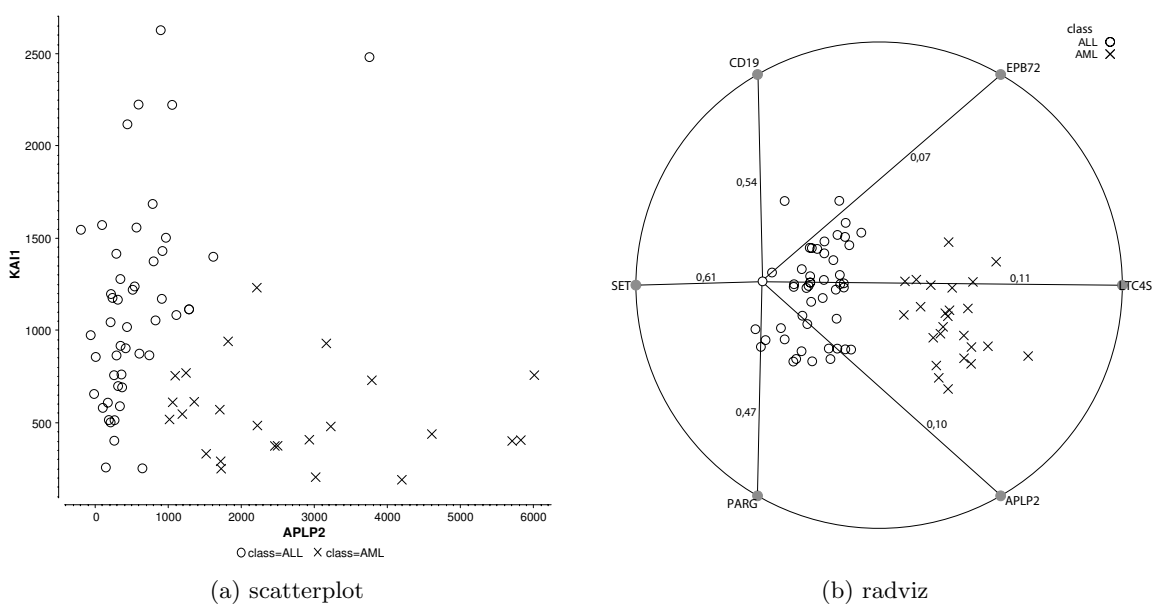 2500
2000
1500
1000
500
KAI1
0 1000 2000 3000 4000 5000 6000
APLP2
class=ALL class=AML
(a) scatterplot
class
ALL
AML
CD19
EPB72
0,07
0,54
SET
0,61
0,11
LTC4S
0,47
0,10
PARG
APLP2
(b) radviz